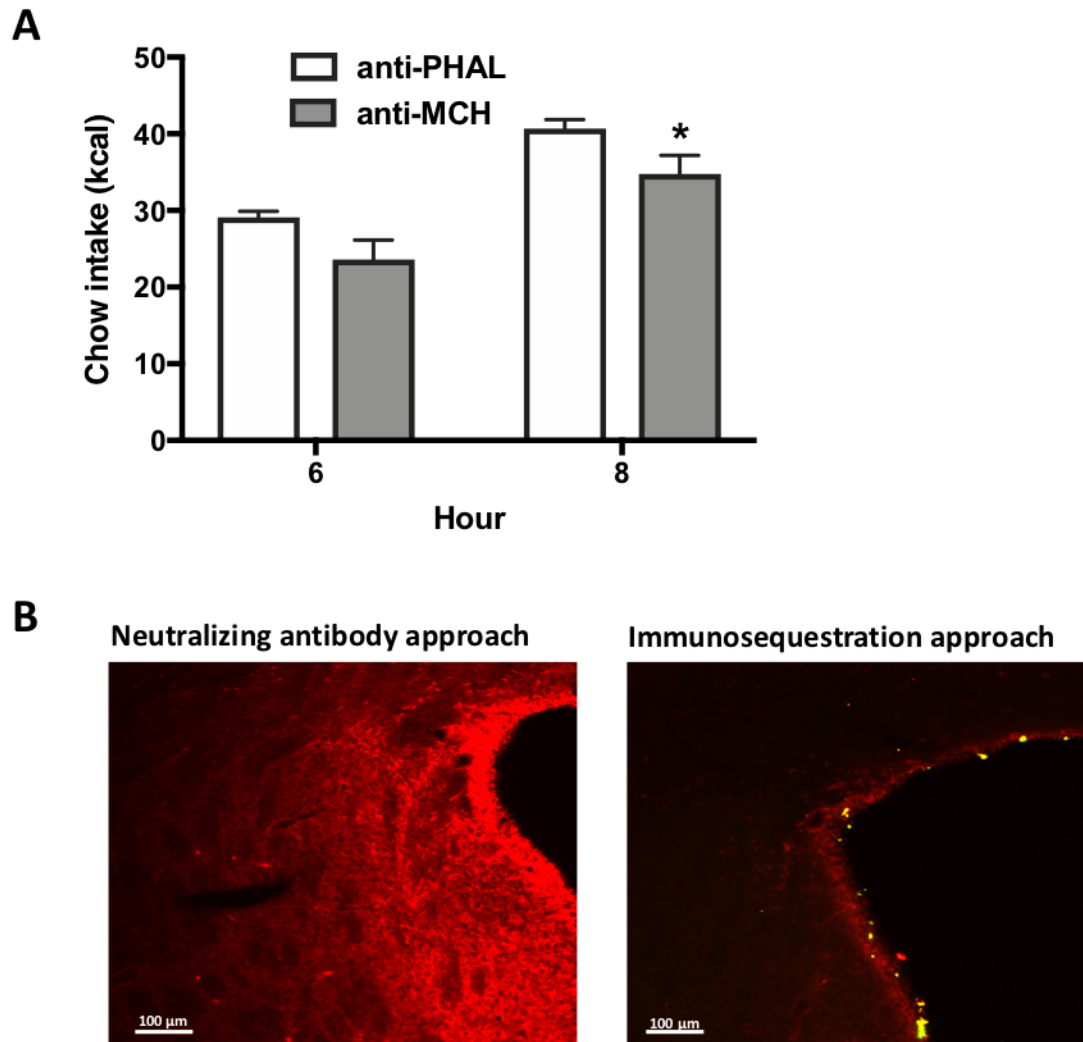 A
50
40
30
20
10
0
Chow intake (kcal)
anti-PHAL
anti-MCH
*
6
8
Hour
B
Neutralizing antibody approach
Immunosequestration approach
100 µm
100 µm